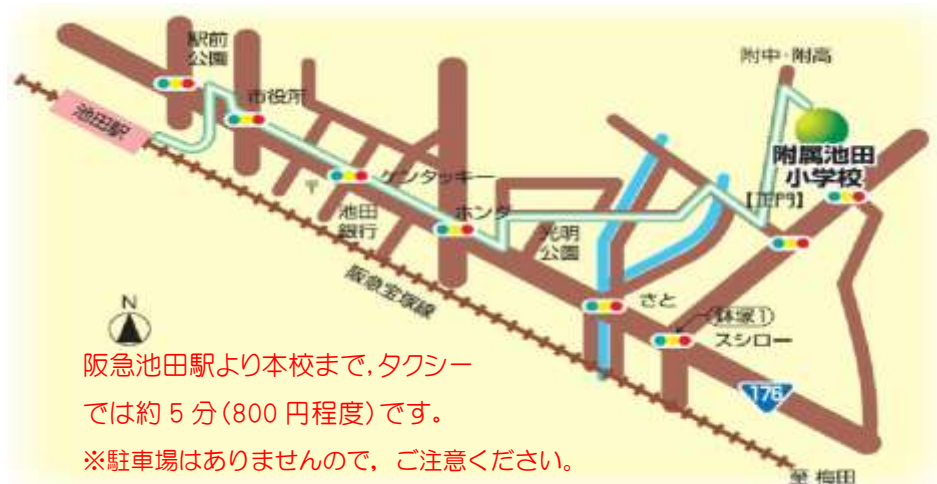 駅前
公園
附中・附高
市役所
池田駅
附属池田
小学校
【正門】
〒
ケンタッキー
池田
銀行
ホンダ
光明
公園
阪急宝塚線
さと
鉢塚1
スシロー
N
176
阪急池田駅より本校まで,タクシー
では約5分(800円程度)です。
※駐車場はありませんので，ご注意ください。
至 梅田